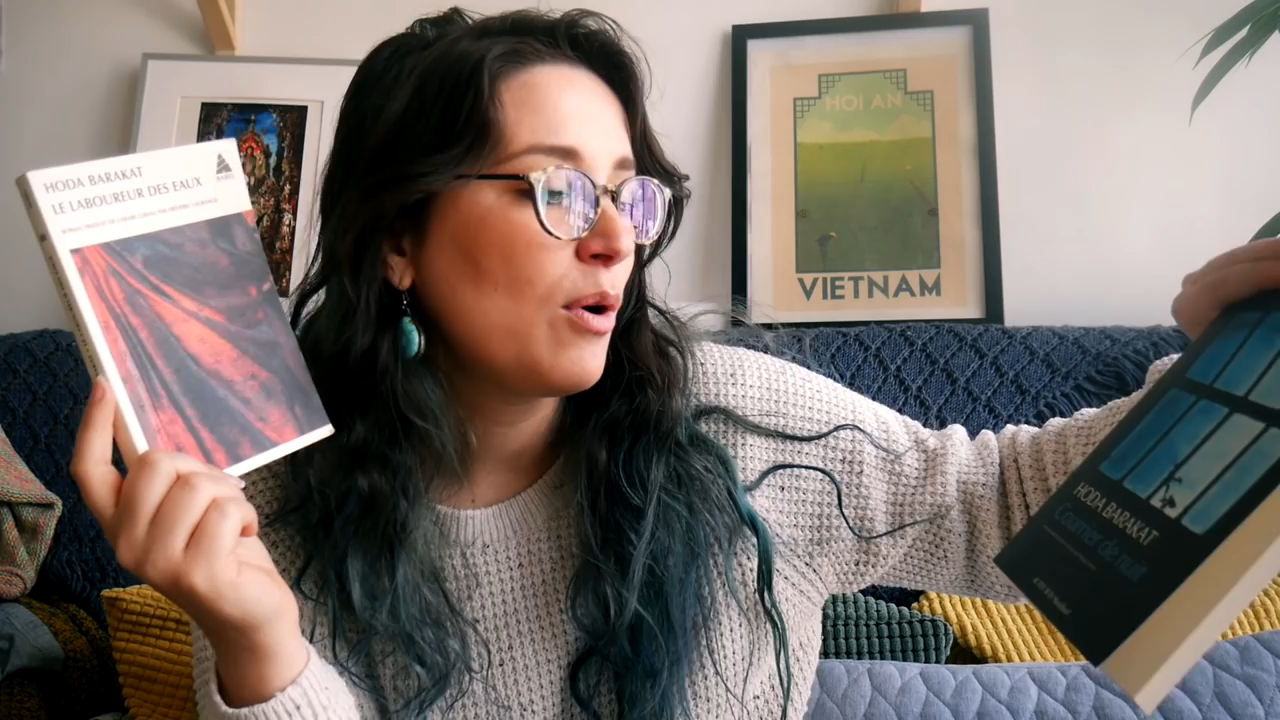 HODA BARAKAT
LE LABOUREUR DES EAUX
BABEL
HOI AN
VIETNAM
HODA BARAKAT
Courrier de nuit